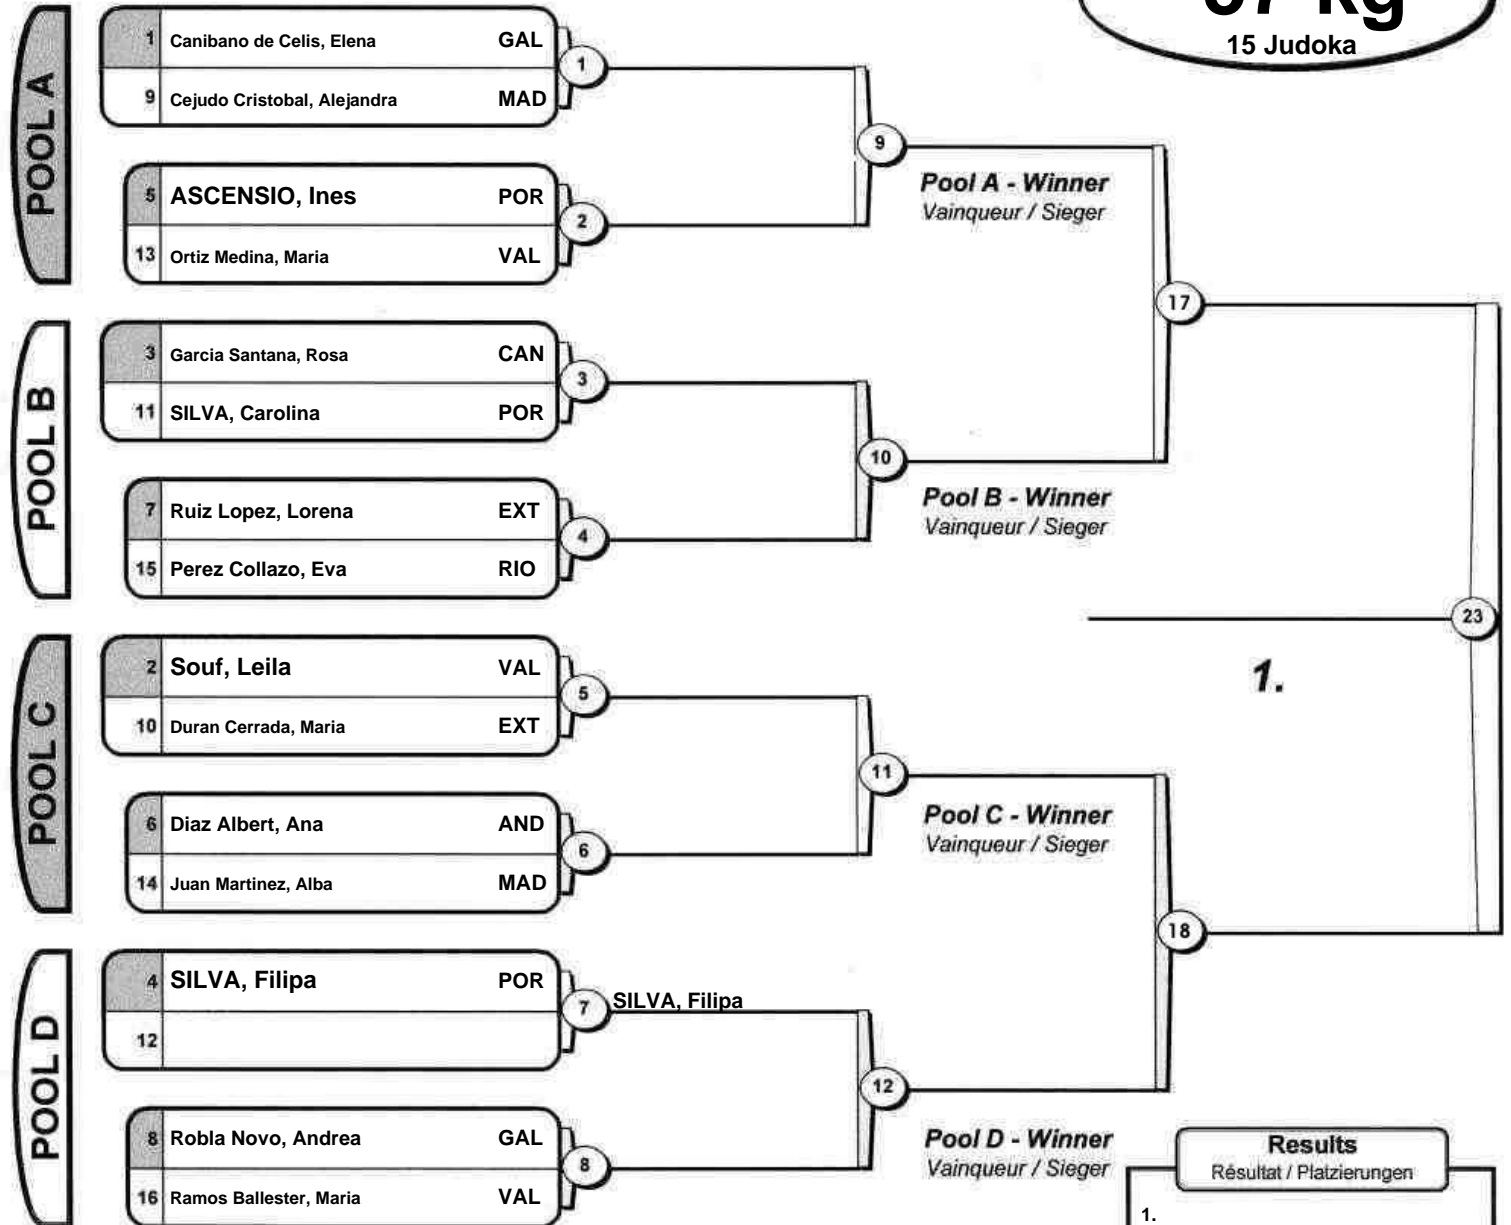 57 kg
15 Judoka
POOL A
1 Canibano de Celis, Elena GAL
9 Cejudo Cristobal, Alejandra MAD
1
5 ASCENSIO, Ines POR
13 Ortiz Medina, Maria VAL
2
9
Pool A - Winner
Vainqueur / Sieger
POOL B
3 Garcia Santana, Rosa CAN
11 SILVA, Carolina POR
3
7 Ruiz Lopez, Lorena EXT
15 Perez Collazo, Eva RIO
4
10
Pool B - Winner
Vainqueur / Sieger
17
POOL C
2 Souf, Leila VAL
10 Duran Cerrada, Maria EXT
5
6 Diaz Albert, Ana AND
14 Juan Martinez, Alba MAD
6
11
Pool C - Winner
Vainqueur / Sieger
23
1.
POOL D
4 SILVA, Filipa POR
12
7
SILVA, Filipa
8 Robla Novo, Andrea GAL
16 Ramos Ballester, Maria VAL
8
12
Pool D - Winner
Vainqueur / Sieger
18
Results
Résultat / Platzierungen
1.